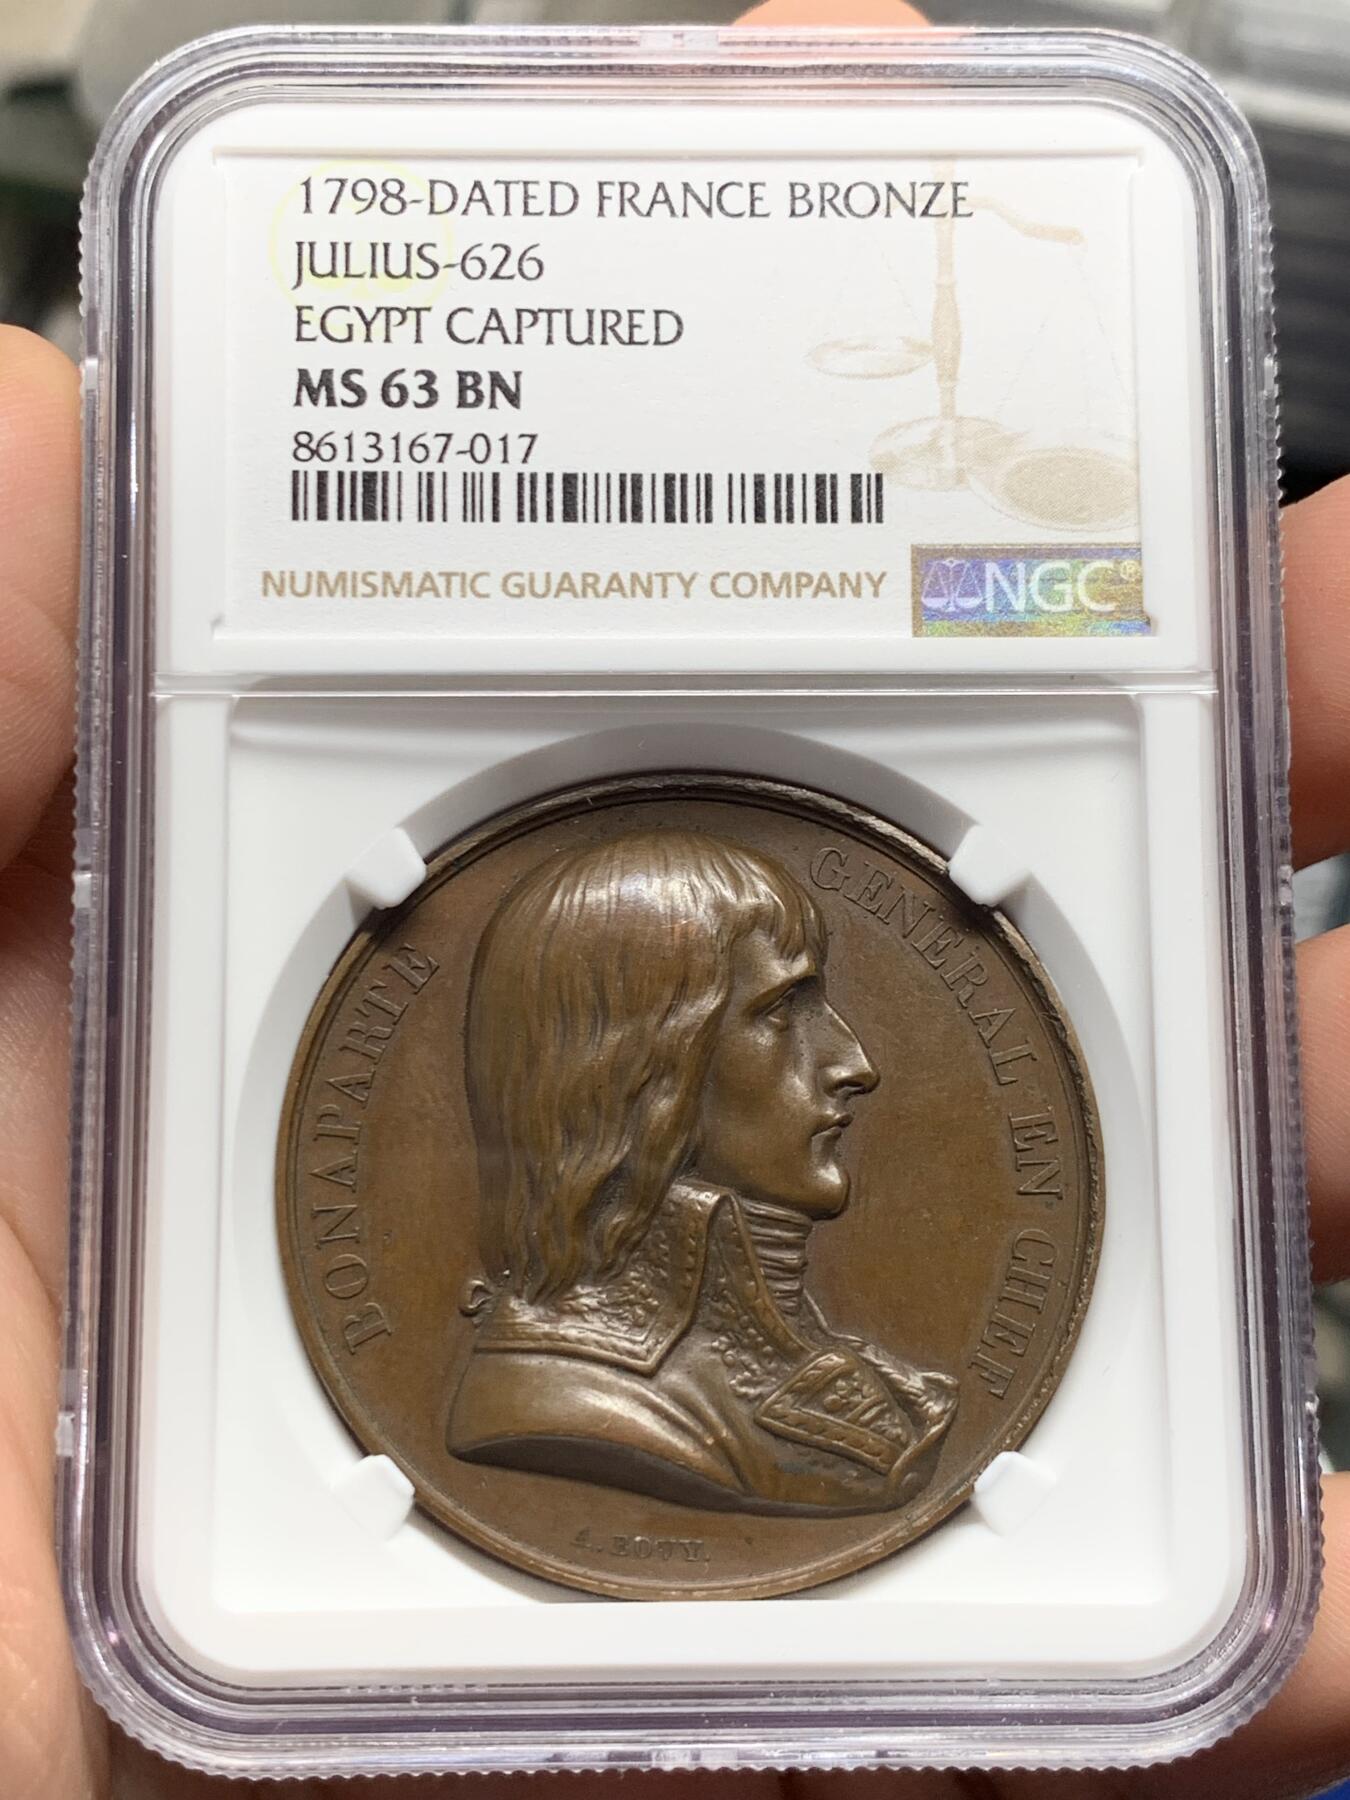 1798-DATED FRANCE BRONZE
JULIUS-626
EGYPT CAPTURED
MS 63 BN
8613167-017
NUMISMATIC GUARANTY COMPANY
NGC®
BONAPARTE
GENERAL EN CHEF
A. BOVY.